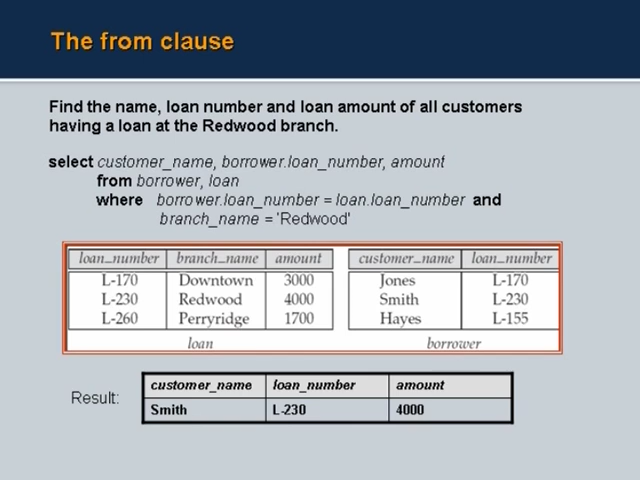 The from clause
Find the name, loan number and loan amount of all customers
having a loan at the Redwood branch.
select customer_name, borrower.loan_number, amount
from borrower, loan
where borrower.loan_number = loan.loan_number and
branch_name = 'Redwood'
loan_number branch_name amount customer_name loan_number
L-170 Downtown 3000 Jones L-170
L-230 Redwood 4000 Smith L-230
L-260 Perryridge 1700 Hayes L-155
loan borrower
Result:
customer_name loan_number amount
Smith L-230 4000